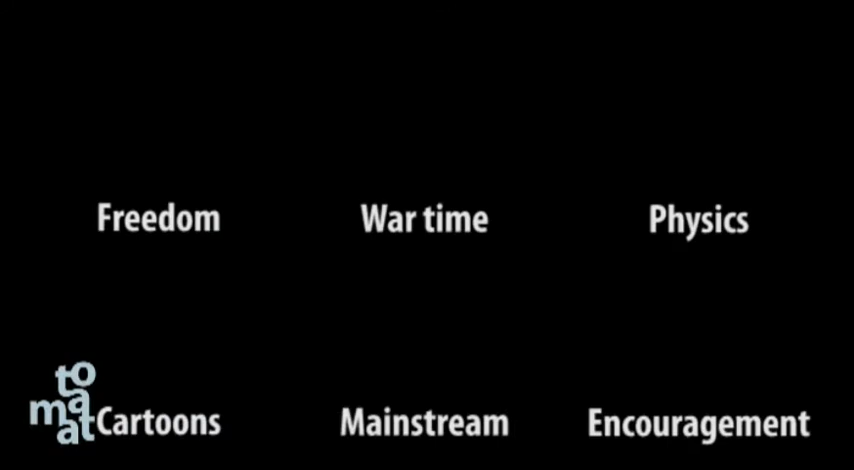 Freedom
War time
Physics
to
ma
at
Cartoons
Mainstream
Encouragement